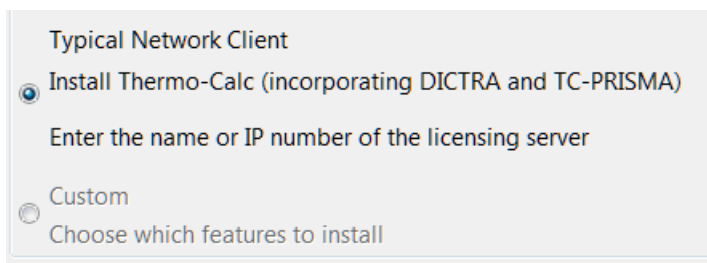 Typical Network Client
Install Thermo-Calc (incorporating DICTRA and TC-PRISMA)
Enter the name or IP number of the licensing server
Custom
Choose which features to install